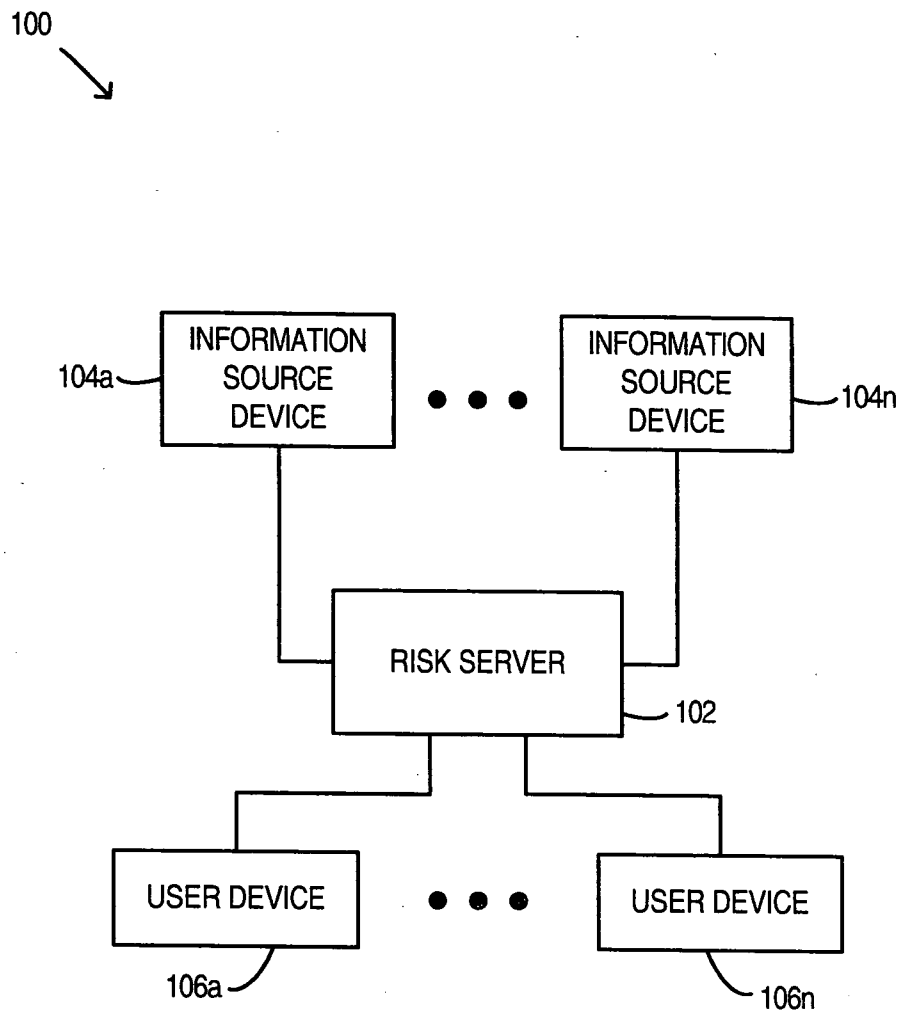 100
INFORMATION
SOURCE
DEVICE
104a
INFORMATION
SOURCE
DEVICE
104n
RISK SERVER
102
USER DEVICE
106a
USER DEVICE
106n